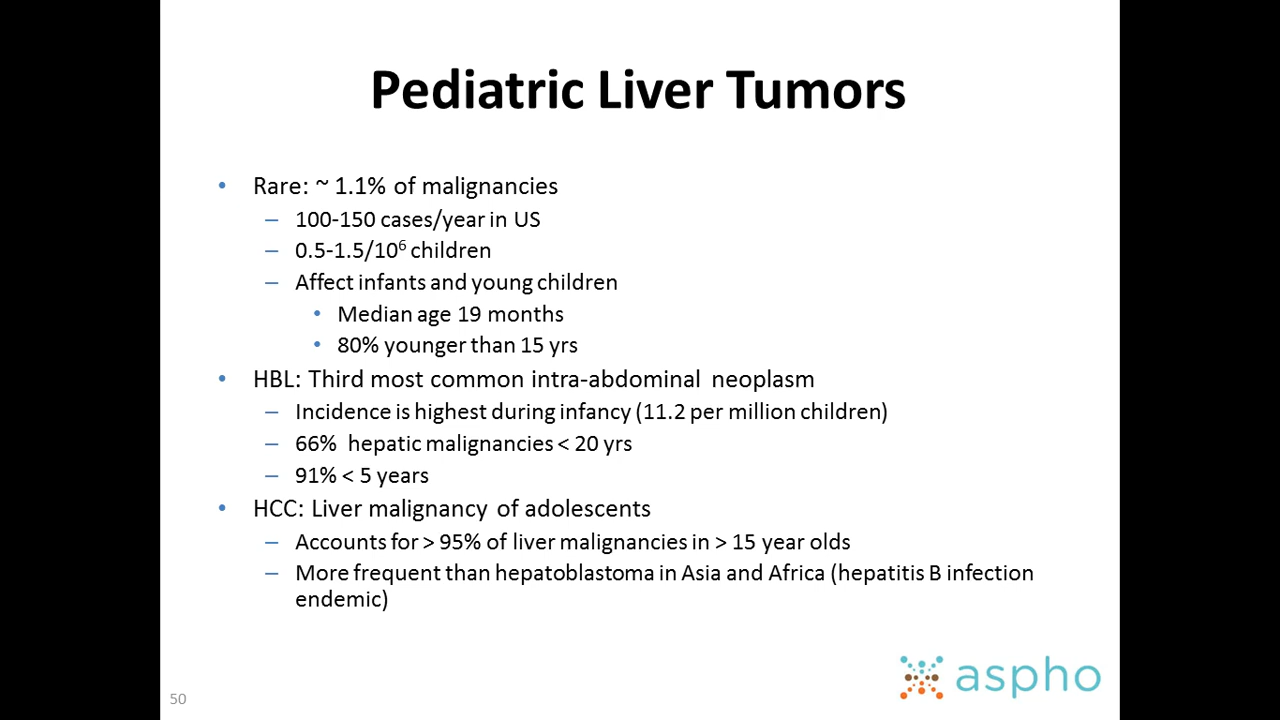 Pediatric Liver Tumors
• Rare: ~ 1.1% of malignancies
– 100-150 cases/year in US
– 0.5-1.5/10⁶ children
– Affect infants and young children
• Median age 19 months
• 80% younger than 15 yrs
• HBL: Third most common intra-abdominal neoplasm
– Incidence is highest during infancy (11.2 per million children)
– 66% hepatic malignancies < 20 yrs
– 91% < 5 years
• HCC: Liver malignancy of adolescents
– Accounts for > 95% of liver malignancies in > 15 year olds
– More frequent than hepatoblastoma in Asia and Africa (hepatitis B infection
endemic)
aspho
50